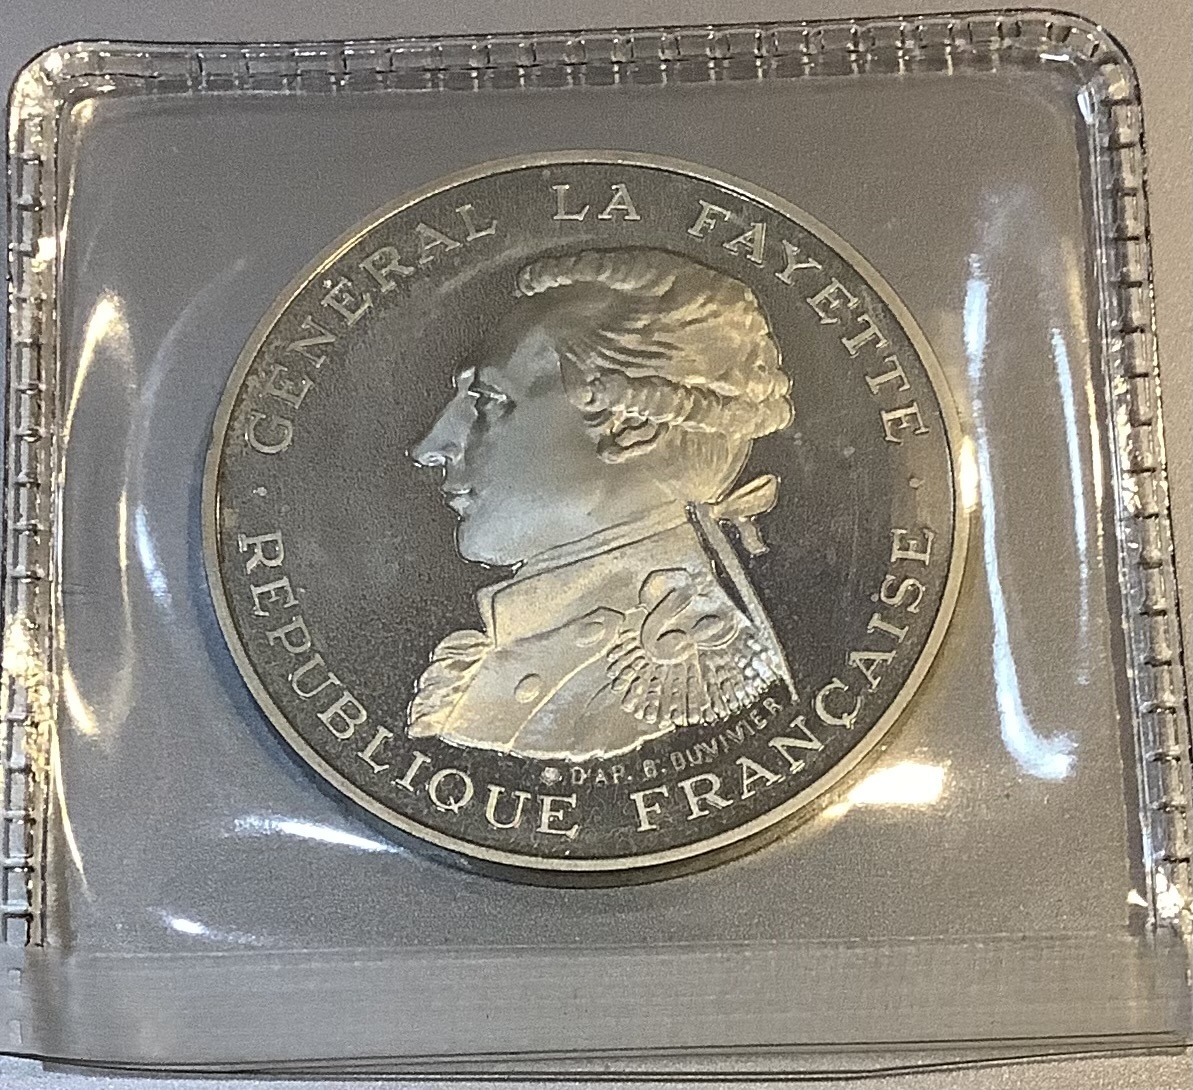 GÉNÉRAL LA FAYETTE
RÉPUBLIQUE FRANÇAISE
D'AP. B. DUVIVIER